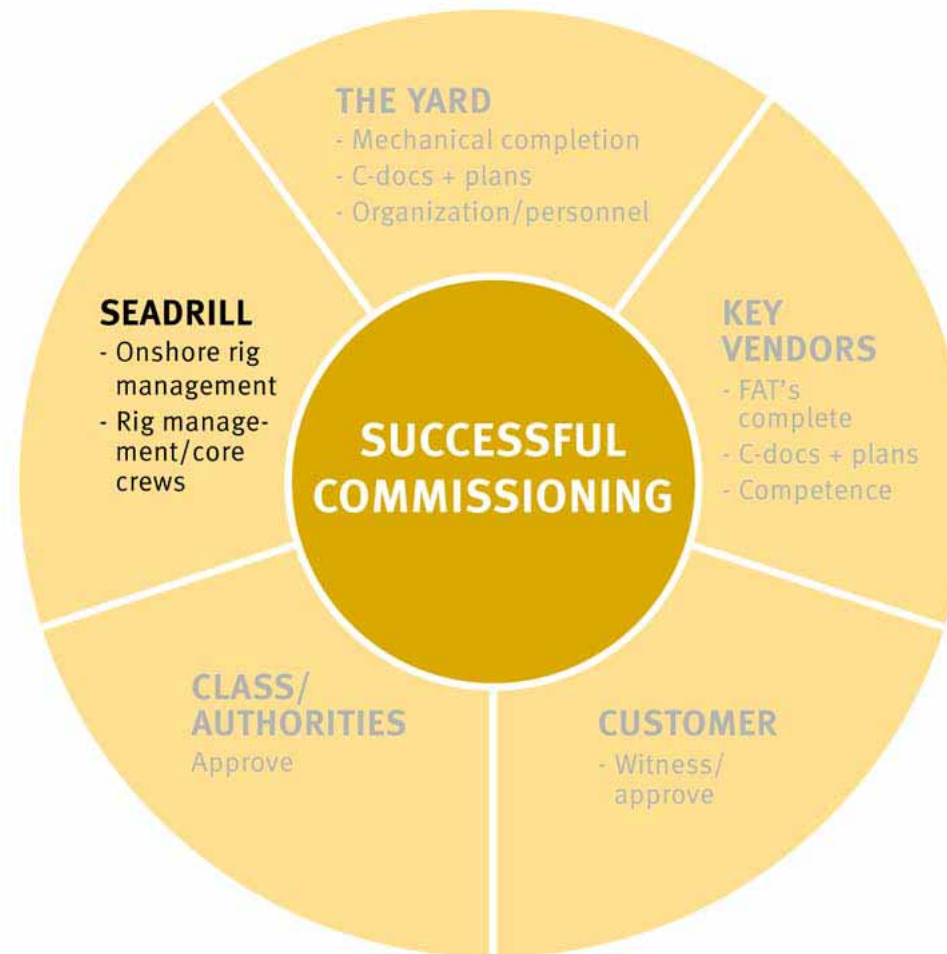 THE YARD
- Mechanical completion
- C-docs + plans
- Organization/personnel
SEADRILL
- Onshore rig
management
- Rig manage-
ment/core
crews
KEY
VENDORS
- FAT's
complete
- C-docs + plans
- Competence
SUCCESSFUL
COMMISSIONING
CLASS/
AUTHORITIES
Approve
CUSTOMER
- Witness/
approve